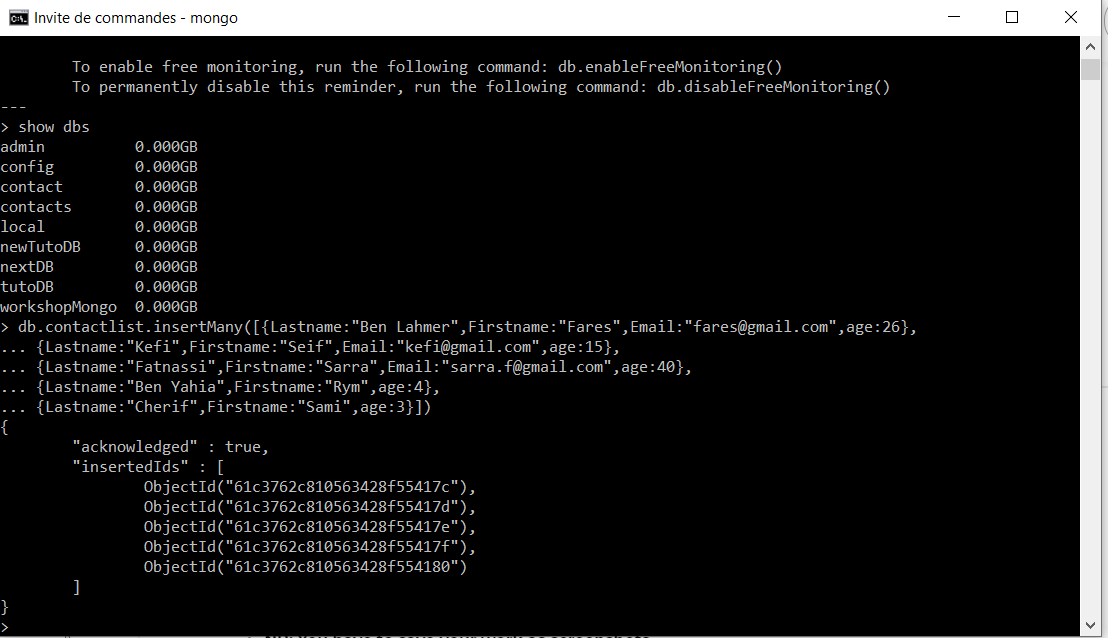 Invite de commandes - mongo
To enable free monitoring, run the following command: db.enableFreeMonitoring()
To permanently disable this reminder, run the following command: db.disableFreeMonitoring()
---
> show dbs
admin 0.000GB
config 0.000GB
contact 0.000GB
contacts 0.000GB
local 0.000GB
newTutoDB 0.000GB
nextDB 0.000GB
tutoDB 0.000GB
workshopMongo 0.000GB
> db.contactlist.insertMany([{Lastname:"Ben Lahmer",Firstname:"Fares",Email:"fares@gmail.com",age:26},
... {Lastname:"Kefi",Firstname:"Seif",Email:"kefi@gmail.com",age:15},
... {Lastname:"Fatnassi",Firstname:"Sarra",Email:"sarra.f@gmail.com",age:40},
... {Lastname:"Ben Yahia",Firstname:"Rym",age:4},
... {Lastname:"Cherif",Firstname:"Sami",age:3}])
{
"acknowledged" : true,
"insertedIds" : [
ObjectId("61c3762c810563428f55417c"),
ObjectId("61c3762c810563428f55417d"),
ObjectId("61c3762c810563428f55417e"),
ObjectId("61c3762c810563428f55417f"),
ObjectId("61c3762c810563428f554180")
]
}
>